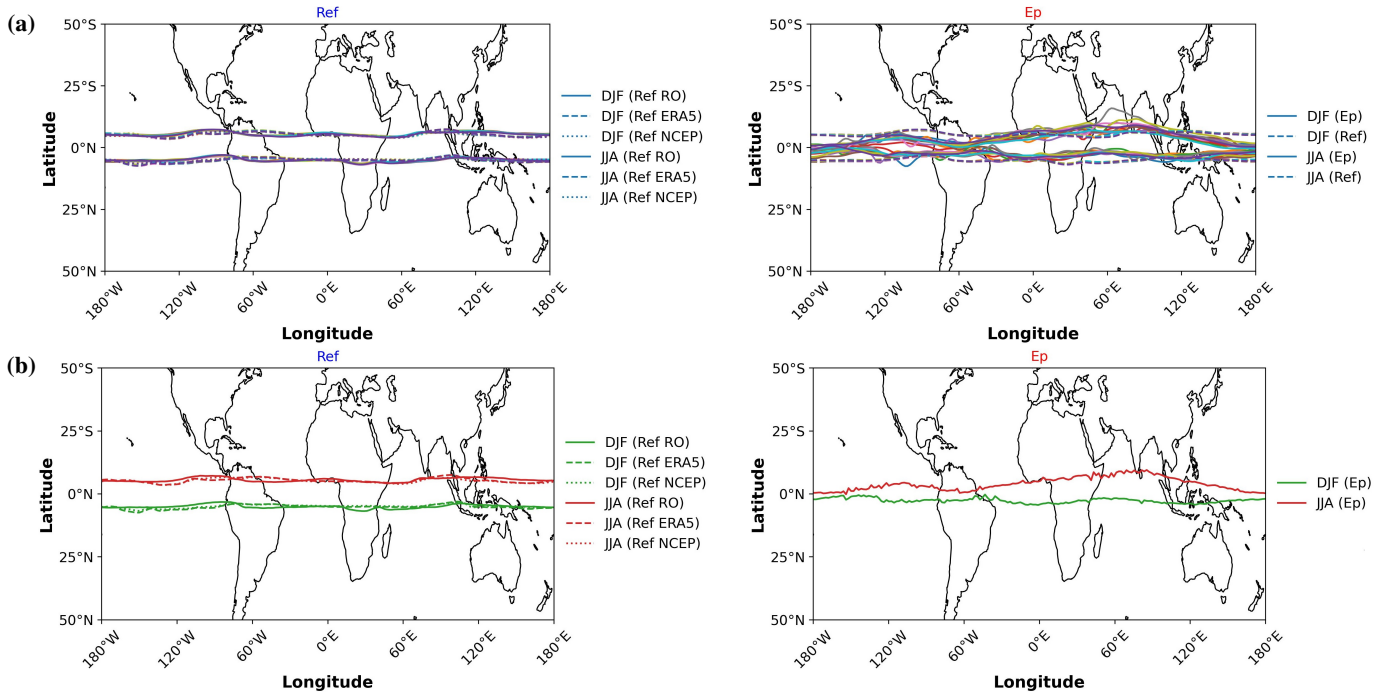 (a)
Ref
50°S
25°S
0°N
25°N
50°N
Latitude
180°W
120°W
60°W
0°E
60°E
120°E
180°E
Longitude
DJF (Ref RO)
DJF (Ref ERA5)
DJF (Ref NCEP)
JJA (Ref RO)
JJA (Ref ERA5)
JJA (Ref NCEP)
Ep
50°S
25°S
0°N
25°N
50°N
Latitude
180°W
120°W
60°W
0°E
60°E
120°E
180°E
Longitude
DJF (Ep)
DJF (Ref)
JJA (Ep)
JJA (Ref)
(b)
Ref
50°S
25°S
0°N
25°N
50°N
Latitude
180°W
120°W
60°W
0°E
60°E
120°E
180°E
Longitude
DJF (Ref RO)
DJF (Ref ERA5)
DJF (Ref NCEP)
JJA (Ref RO)
JJA (Ref ERA5)
JJA (Ref NCEP)
Ep
50°S
25°S
0°N
25°N
50°N
Latitude
180°W
120°W
60°W
0°E
60°E
120°E
180°E
Longitude
DJF (Ep)
JJA (Ep)